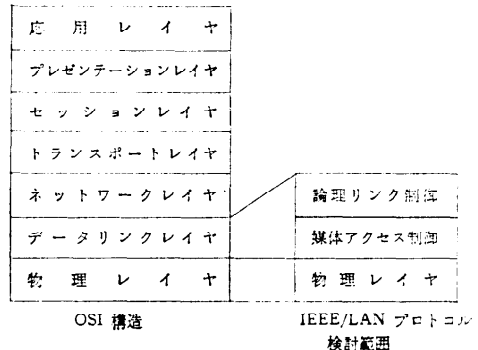 応用レイヤ
プレゼンテーションレイヤ
セッションレイヤ
トランスポートレイヤ
ネットワークレイヤ
データリンクレイヤ
物理レイヤ
OSI 構造
論理リンク制御
媒体アクセス制御
物理レイヤ
IEEE/LAN プロトコル
検討範囲